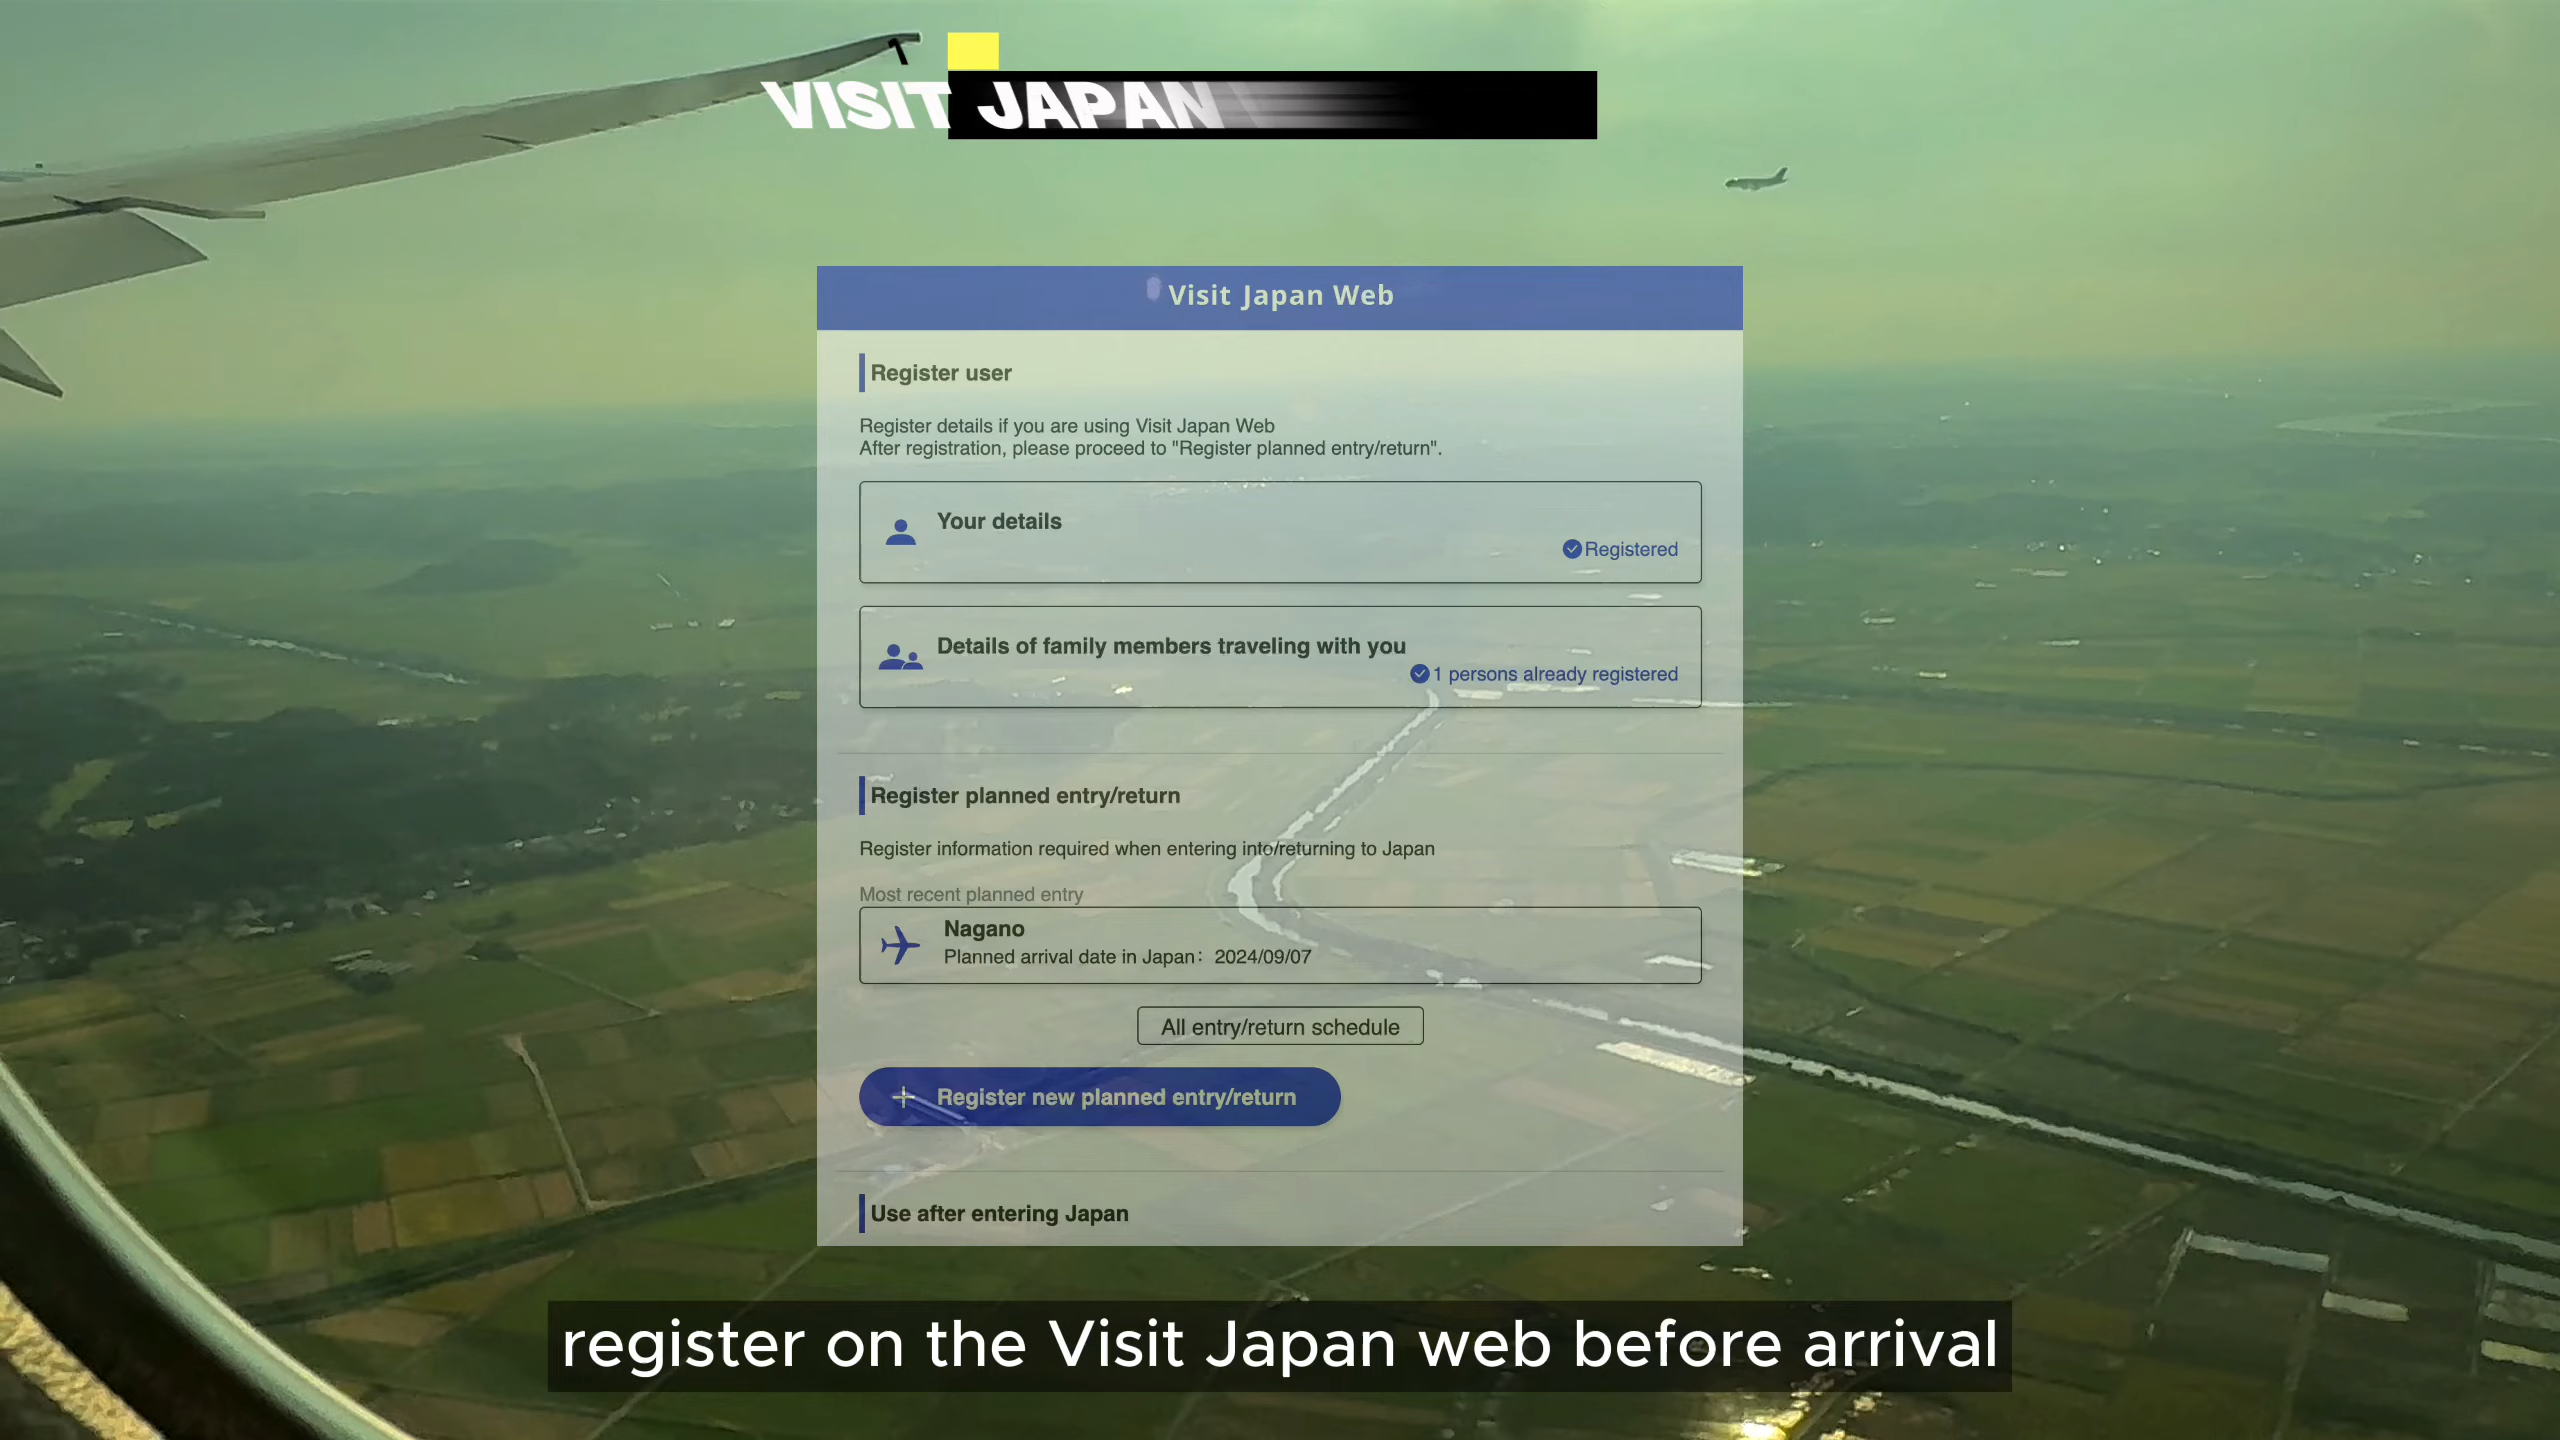 1
VISIT JAPAN
Visit Japan Web
Register user
Register details if you are using Visit Japan Web
After registration, please proceed to "Register planned entry/return".
Your details
Registered
Details of family members traveling with you
1 persons already registered
Register planned entry/return
Register information required when entering into/returning to Japan
Most recent planned entry
Nagano
Planned arrival date in Japan：2024/09/07
All entry/return schedule
+ Register new planned entry/return
Use after entering Japan
register on the Visit Japan web before arrival